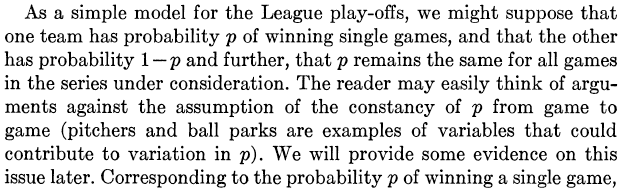 As a simple model for the League play-offs, we might suppose that
one team has probability p of winning single games, and that the other
has probability 1−p and further, that p remains the same for all games
in the series under consideration. The reader may easily think of argu-
ments against the assumption of the constancy of p from game to
game (pitchers and ball parks are examples of variables that could
contribute to variation in p). We will provide some evidence on this
issue later. Corresponding to the probability p of winning a single game,